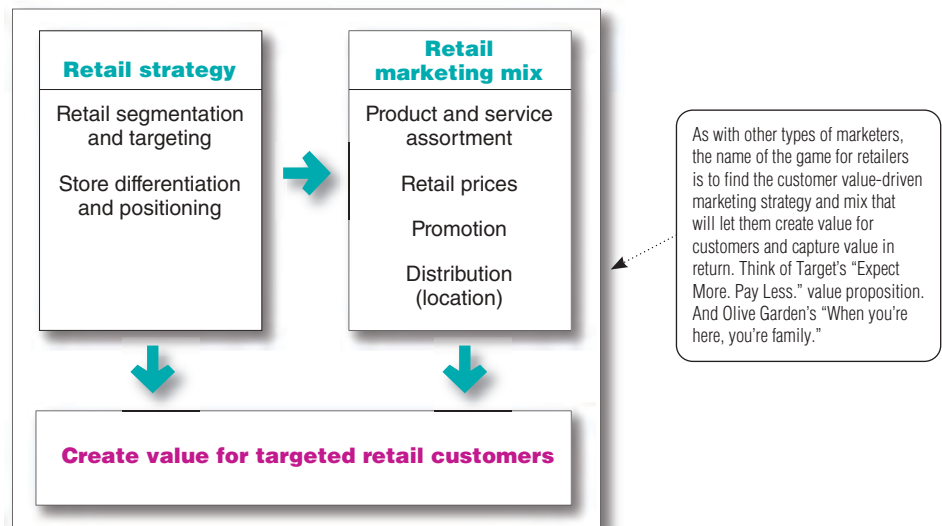 Retail strategy
Retail segmentation
and targeting
Store differentiation
and positioning
Retail
marketing mix
Product and service
assortment
Retail prices
Promotion
Distribution
(location)
Create value for targeted retail customers
As with other types of marketers,
the name of the game for retailers
is to find the customer value-driven
marketing strategy and mix that
will let them create value for
customers and capture value in
return. Think of Target’s “Expect
More. Pay Less.” value proposition.
And Olive Garden’s “When you’re
here, you’re family.”